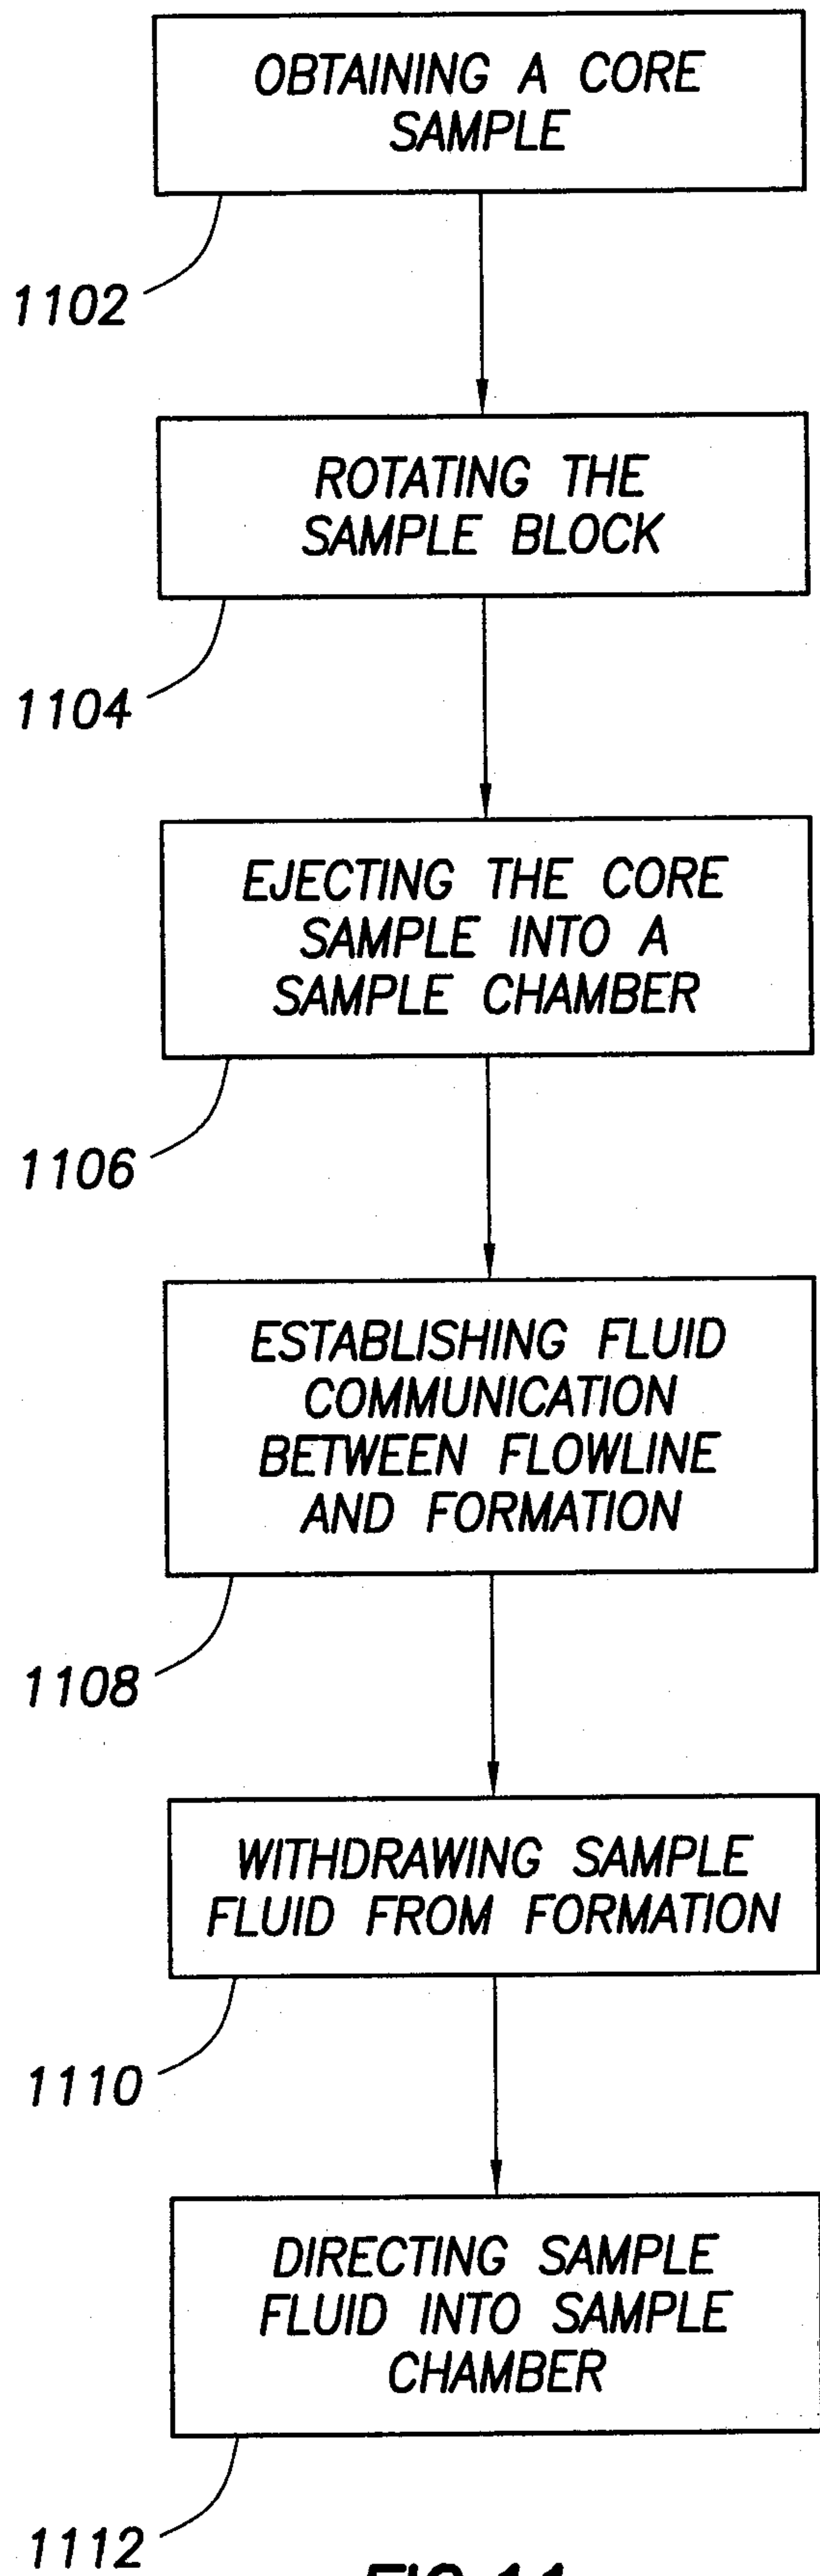 OBTAINING A CORE
SAMPLE
1102
ROTATING THE
SAMPLE BLOCK
1104
EJECTING THE CORE
SAMPLE INTO A
SAMPLE CHAMBER
1106
ESTABLISHING FLUID
COMMUNICATION
BETWEEN FLOWLINE
AND FORMATION
1108
WITHDRAWING SAMPLE
FLUID FROM FORMATION
1110
DIRECTING SAMPLE
FLUID INTO SAMPLE
CHAMBER
1112
FIG.11